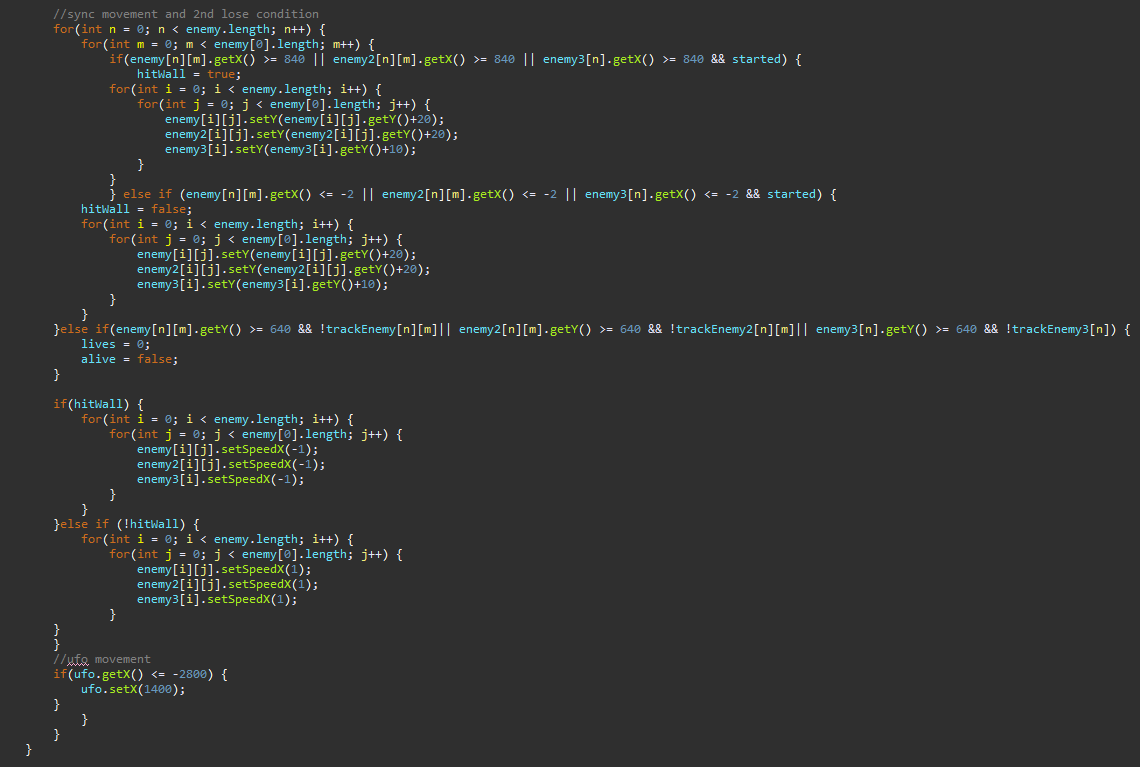 //sync movement and 2nd lose condition
for(int n = 0; n < enemy.length; n++) {
for(int m = 0; m < enemy[0].length; m++) {
if(enemy[n][m].getX() >= 840 || enemy2[n][m].getX() >= 840 || enemy3[n].getX() >= 840 && started) {
hitWall = true;
for(int i = 0; i < enemy.length; i++) {
for(int j = 0; j < enemy[0].length; j++) {
enemy[i][j].setY(enemy[i][j].getY()+20);
enemy2[i][j].setY(enemy2[i][j].getY()+20);
enemy3[i].setY(enemy3[i].getY()+10);
}
}
} else if (enemy[n][m].getX() <= -2 || enemy2[n][m].getX() <= -2 || enemy3[n].getX() <= -2 && started) {
hitWall = false;
for(int i = 0; i < enemy.length; i++) {
for(int j = 0; j < enemy[0].length; j++) {
enemy[i][j].setY(enemy[i][j].getY()+20);
enemy2[i][j].setY(enemy2[i][j].getY()+20);
enemy3[i].setY(enemy3[i].getY()+10);
}
}
}else if(enemy[n][m].getY() >= 640 && !trackEnemy[n][m]|| enemy2[n][m].getY() >= 640 && !trackEnemy2[n][m]|| enemy3[n].getY() >= 640 && !trackEnemy3[n]) {
lives = 0;
alive = false;
}
if(hitWall) {
for(int i = 0; i < enemy.length; i++) {
for(int j = 0; j < enemy[0].length; j++) {
enemy[i][j].setSpeedX(-1);
enemy2[i][j].setSpeedX(-1);
enemy3[i].setSpeedX(-1);
}
}
}else if (!hitWall) {
for(int i = 0; i < enemy.length; i++) {
for(int j = 0; j < enemy[0].length; j++) {
enemy[i][j].setSpeedX(1);
enemy2[i][j].setSpeedX(1);
enemy3[i].setSpeedX(1);
}
}
}
//ufo movement
if(ufo.getX() <= -2800) {
ufo.setX(1400);
}
}
}
}